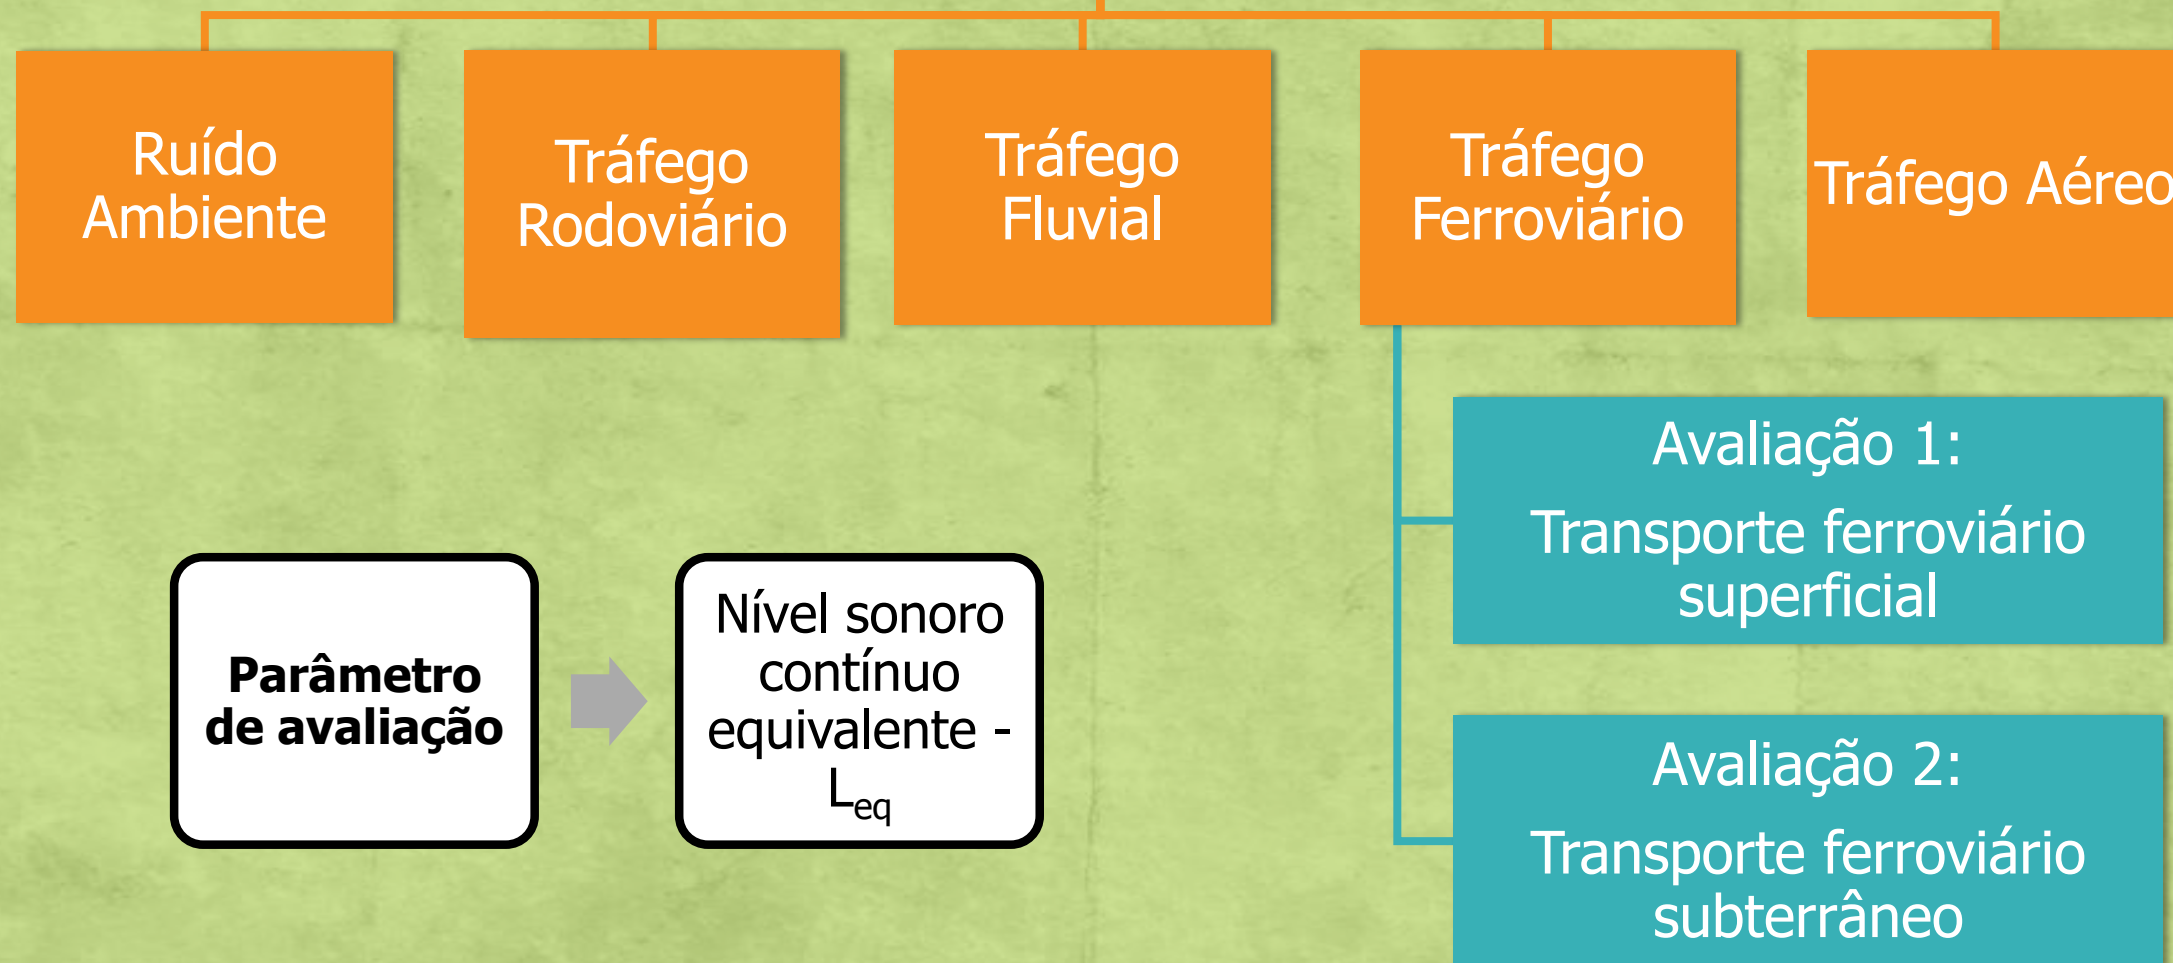 Ruído
Ambiente
Tráfego
Rodoviário
Tráfego
Fluvial
Tráfego
Ferroviário
Tráfego Aéreo
Avaliação 1:
Transporte ferroviário
superficial
Avaliação 2:
Transporte ferroviário
subterrâneo
Parâmetro
de avaliação
Nível sonoro
contínuo
equivalente -
Leq